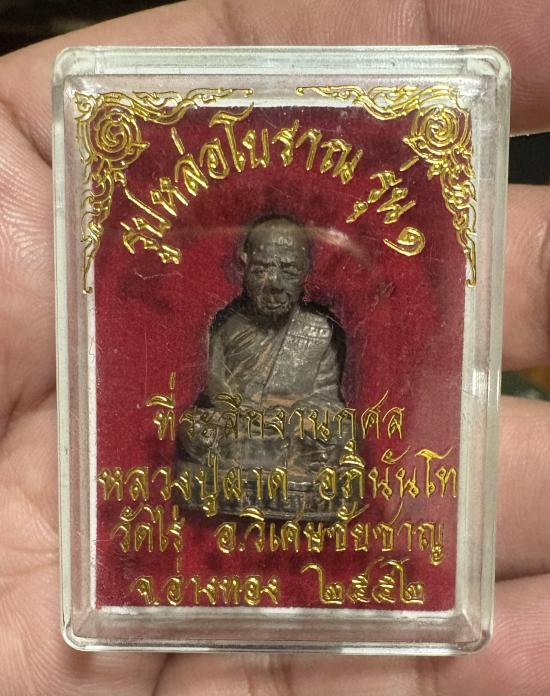 รูปหล่อโบราณ รุ่น ๑
ที่ระลึกงานกุศล
หลวงปู่ผาด อภินันโท
วัดไร่ อ.วิเศษชัยชาญ
จ.อ่างทอง ๒๕๕๒